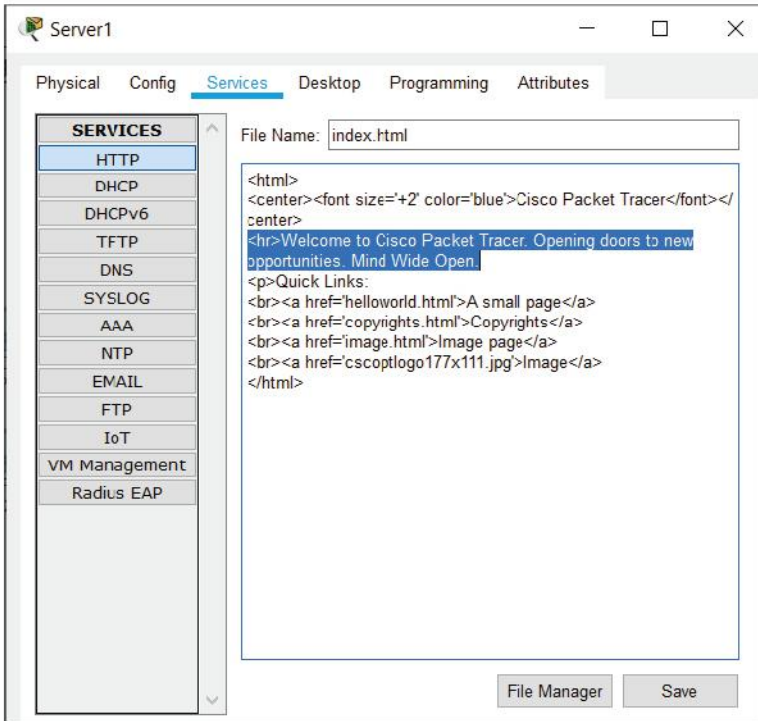 Server1
Physical Config Services Desktop Programming Attributes
SERVICES
HTTP
DHCP
DHCPv6
TFTP
DNS
SYSLOG
AAA
NTP
EMAIL
FTP
IoT
VM Management
Radius EAP
File Name: index.html
<html>
<center><font size='+2' color='blue'>Cisco Packet Tracer</font></
center>
<hr>Welcome to Cisco Packet Tracer. Opening doors to new
opportunities. Mind Wide Open.
<p>Quick Links:
<br><a href='helloworld.html'>A small page</a>
<br><a href='copyrights.html'>Copyrights</a>
<br><a href='image.html'>Image page</a>
<br><a href='cscoptlogo177x111.jpg'>Image</a>
</html>
File Manager Save